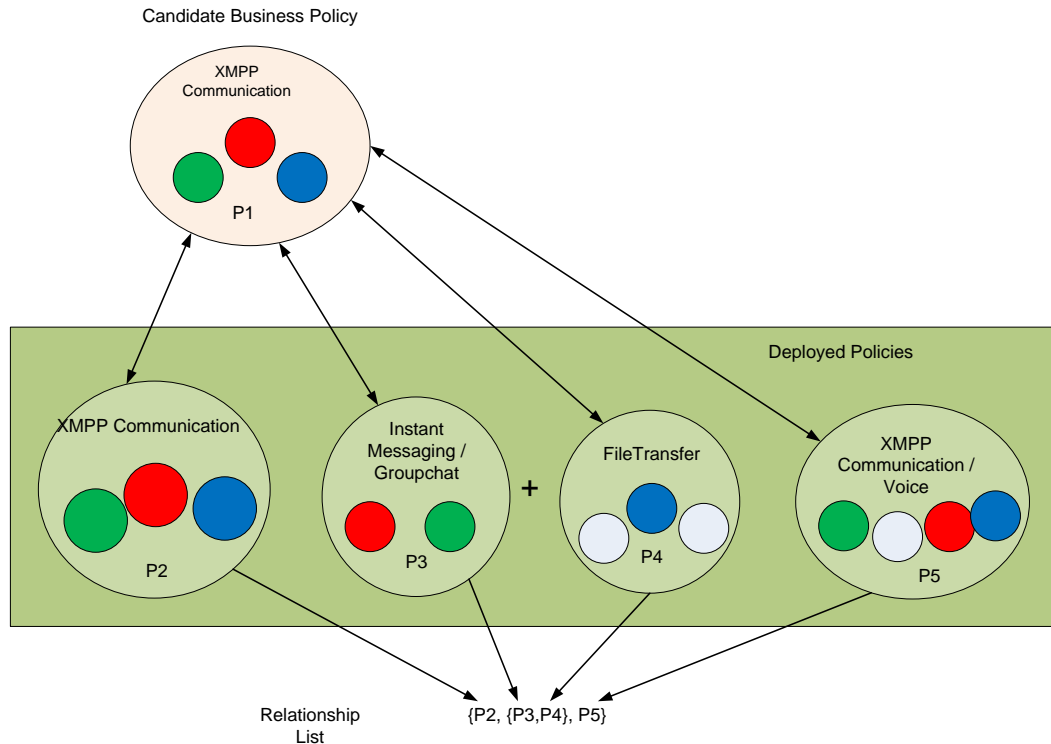 Candidate Business Policy
XMPP
Communication
P1
Deployed Policies
XMPP Communication
P2
Instant
Messaging /
Groupchat
P3
+
FileTransfer
P4
XMPP
Communication /
Voice
P5
Relationship
List
{P2, {P3,P4}, P5}